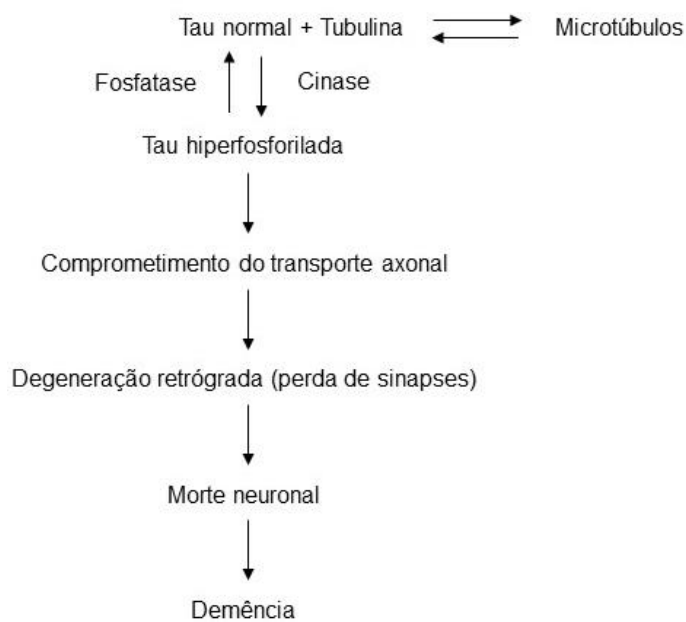 Tau normal + Tubulina Microtúbulos
Fosfatase Cinase
Tau hiperfosforilada
Comprometimento do transporte axonal
Degeneração retrógrada (perda de sinapses)
Morte neuronal
Demência